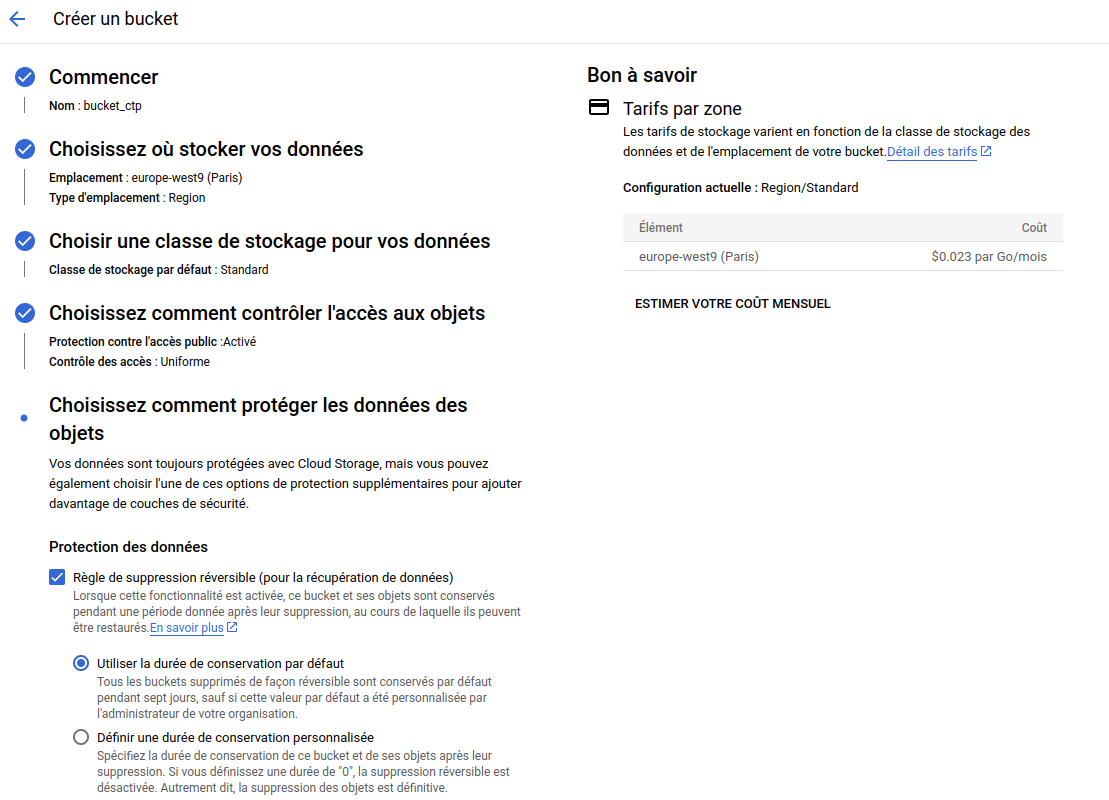 Créer un bucket
Commencer
Nom : bucket_ctp
Choisissez où stocker vos données
Emplacement : europe-west9 (Paris)
Type d'emplacement : Region
Choisir une classe de stockage pour vos données
Classe de stockage par défaut : Standard
Choisissez comment contrôler l'accès aux objets
Protection contre l'accès public :Activé
Contrôle des accès : Uniforme
Choisissez comment protéger les données des
objets
Vos données sont toujours protégées avec Cloud Storage, mais vous pouvez
également choisir l'une de ces options de protection supplémentaires pour ajouter
davantage de couches de sécurité.
Protection des données
Règle de suppression réversible (pour la récupération de données)
Lorsque cette fonctionnalité est activée, ce bucket et ses objets sont conservés
pendant une période donnée après leur suppression, au cours de laquelle ils peuvent
être restaurés.En savoir plus
Utiliser la durée de conservation par défaut
Tous les buckets supprimés de façon réversible sont conservés par défaut
pendant sept jours, sauf si cette valeur par défaut a été personnalisée par
l'administrateur de votre organisation.
Définir une durée de conservation personnalisée
Spécifiez la durée de conservation de ce bucket et de ses objets après leur
suppression. Si vous définissez une durée de "0", la suppression réversible est
désactivée. Autrement dit, la suppression des objets est définitive.
Bon à savoir
Tarifs par zone
Les tarifs de stockage varient en fonction de la classe de stockage des
données et de l'emplacement de votre bucket.Détail des tarifs
Configuration actuelle : Region/Standard
Élément Coût
europe-west9 (Paris) $0.023 par Go/mois
ESTIMER VOTRE COÛT MENSUEL